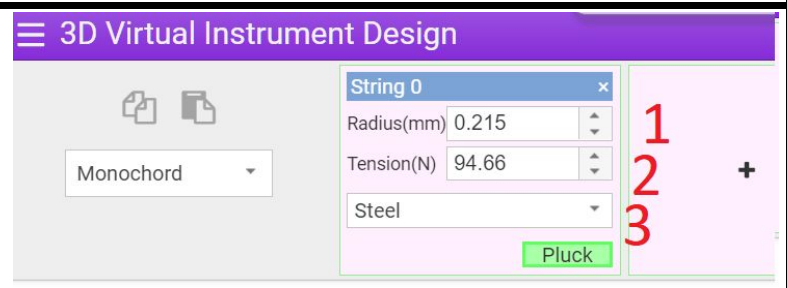 3D Virtual Instrument Design
String 0 ×
Radius(mm) 0.215 1
Monochord
Tension(N) 94.66 2 +
Steel 3
Pluck